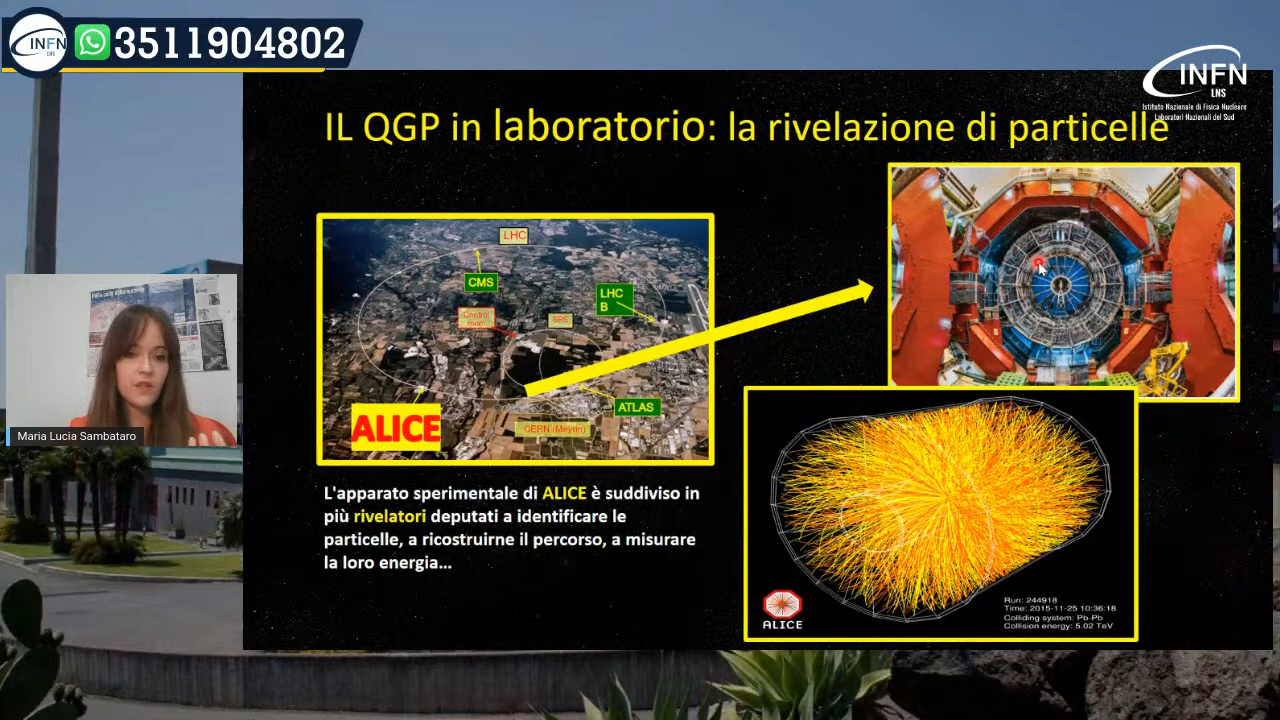 INFN
LNS
3511904802
INFN
LNS
Istituto Nazionale di Fisica Nucleare
Laboratori Nazionali del Sud
IL QGP in laboratorio: la rivelazione di particelle
LHC
CMS
LHC
B
Control
room
SPS
ATLAS
ALICE
CERN (Meyrin)
Maria Lucia Sambataro
L'apparato sperimentale di ALICE è suddiviso in
più rivelatori deputati a identificare le
particelle, a ricostruirne il percorso, a misurare
la loro energia...
ALICE
Run: 244918
Time: 2015-11-25 10:36:18
Colliding system: Pb-Pb
Collision energy: 5.02 TeV